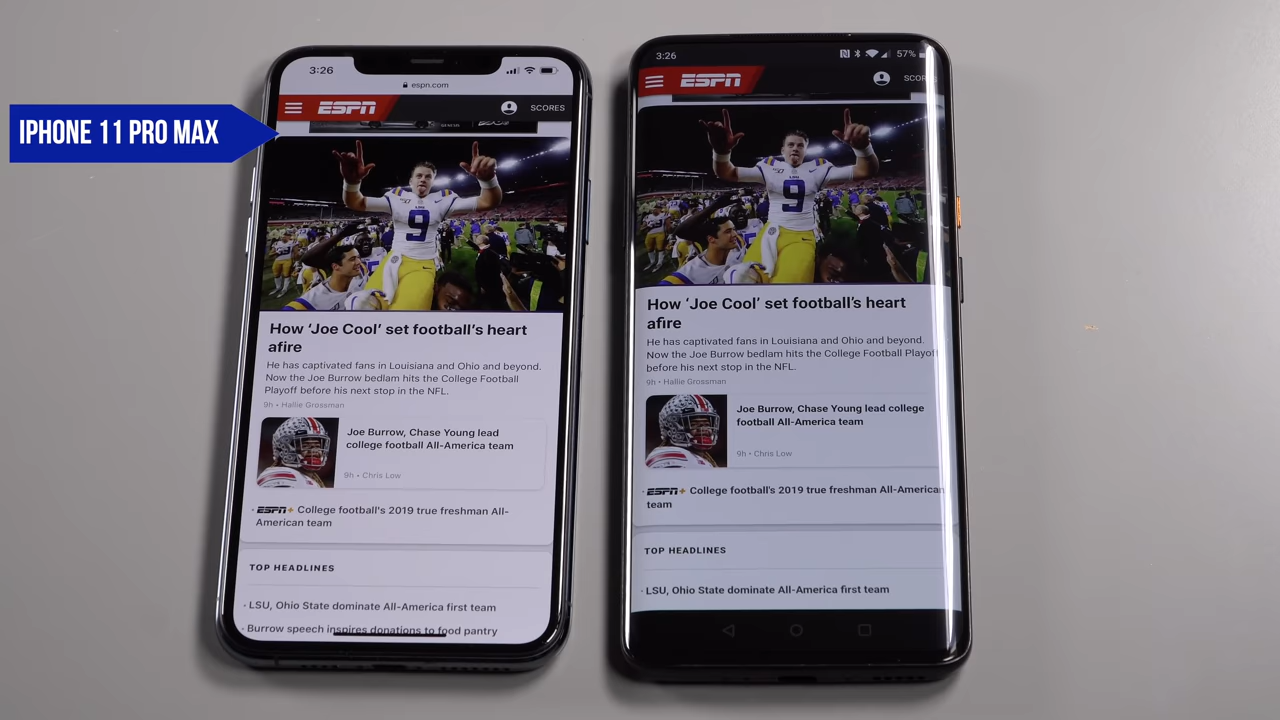 IPHONE 11 PRO MAX
3:26
espn.com
ESPN
SCORES
LSU
9
How ‘Joe Cool’ set football’s heart
afire
He has captivated fans in Louisiana and Ohio and beyond.
Now the Joe Burrow bedlam hits the College Football
Playoff before his next stop in the NFL.
9h • Hallie Grossman
Joe Burrow, Chase Young lead
college football All-America team
9h • Chris Low
ESPN+ College football's 2019 true freshman All-
American team
TOP HEADLINES
LSU, Ohio State dominate All-America first team
Burrow speech inspires donations to food pantry
3:26
57%
ESPN
SCOR
LSU
9
How ‘Joe Cool’ set football’s heart
afire
He has captivated fans in Louisiana and Ohio and beyond.
Now the Joe Burrow bedlam hits the College Football Playoff
before his next stop in the NFL.
9h • Hallie Grossman
Joe Burrow, Chase Young lead college
football All-America team
9h • Chris Low
ESPN+ College football's 2019 true freshman All-American
team
TOP HEADLINES
LSU, Ohio State dominate All-America first team